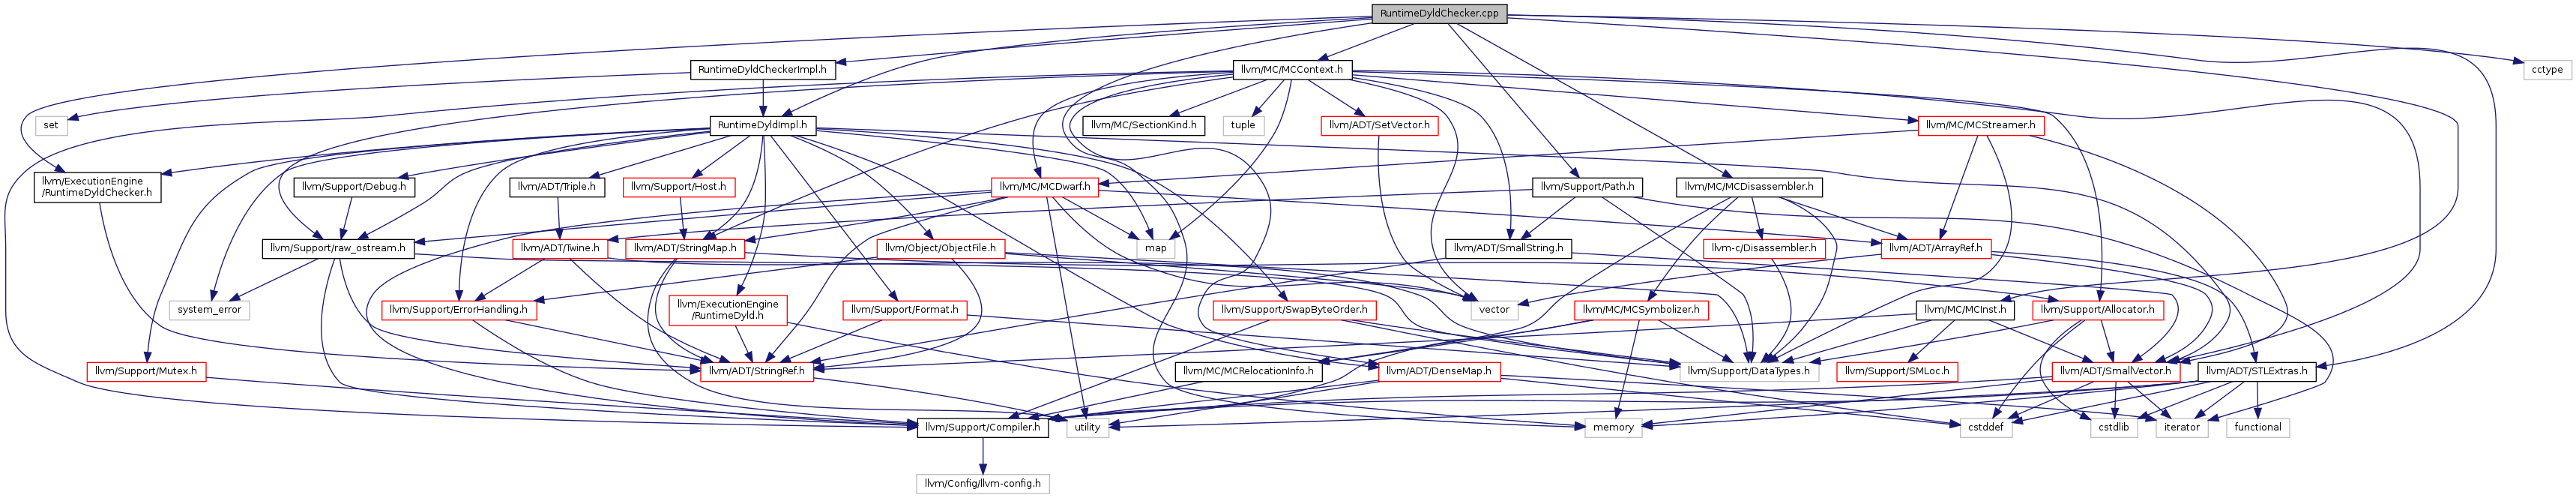 RuntimeDyldChecker.cpp
RuntimeDyldCheckerImpl.h
llvm/MC/MCContext.h
cctype
set
RuntimeDyldImpl.h
llvm/MC/SectionKind.h
tuple
llvm/ADT/SetVector.h
llvm/MC/MCStreamer.h
llvm/ExecutionEngine
/RuntimeDyldChecker.h
llvm/Support/Debug.h
llvm/ADT/Triple.h
llvm/Support/Host.h
llvm/MC/MCDwarf.h
llvm/Support/Path.h
llvm/MC/MCDisassembler.h
llvm/Support/raw_ostream.h
llvm/ADT/Twine.h
llvm/ADT/StringMap.h
llvm/Object/ObjectFile.h
map
llvm/ADT/SmallString.h
llvm-c/Disassembler.h
llvm/ADT/ArrayRef.h
system_error
llvm/Support/ErrorHandling.h
llvm/ExecutionEngine
/RuntimeDyld.h
llvm/Support/Format.h
llvm/Support/SwapByteOrder.h
vector
llvm/MC/MCSymbolizer.h
llvm/MC/MCInst.h
llvm/Support/Allocator.h
llvm/Support/Mutex.h
llvm/ADT/StringRef.h
llvm/MC/MCRelocationInfo.h
llvm/ADT/DenseMap.h
llvm/Support/DataTypes.h
llvm/Support/SMLoc.h
llvm/ADT/SmallVector.h
llvm/ADT/STLExtras.h
llvm/Support/Compiler.h
utility
memory
cstddef
cstdlib
iterator
functional
llvm/Config/llvm-config.h